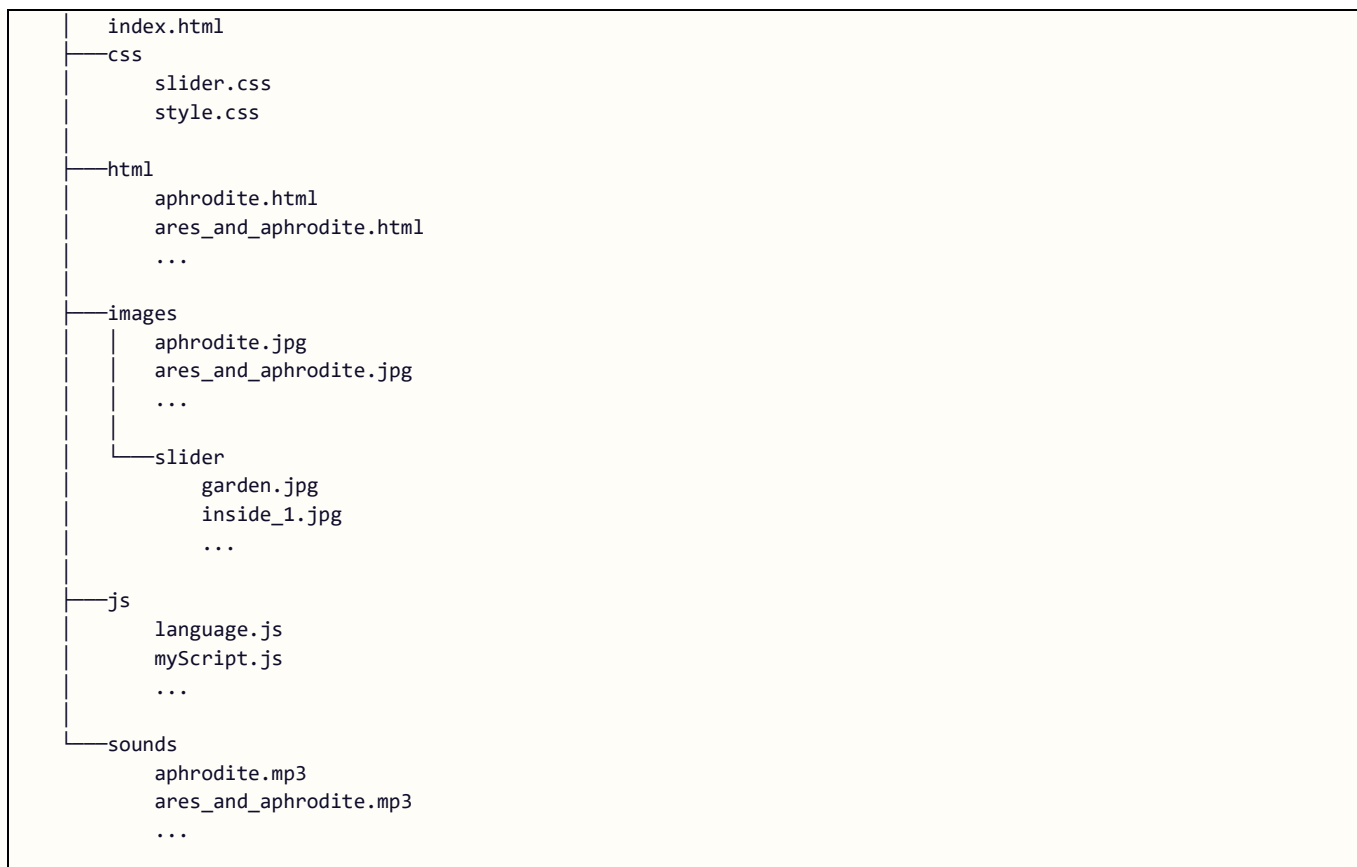 index.html
css
slider.css
style.css
html
aphrodite.html
ares_and_aphrodite.html
...
images
aphrodite.jpg
ares_and_aphrodite.jpg
...
slider
garden.jpg
inside_1.jpg
...
js
language.js
myScript.js
...
sounds
aphrodite.mp3
ares_and_aphrodite.mp3
...